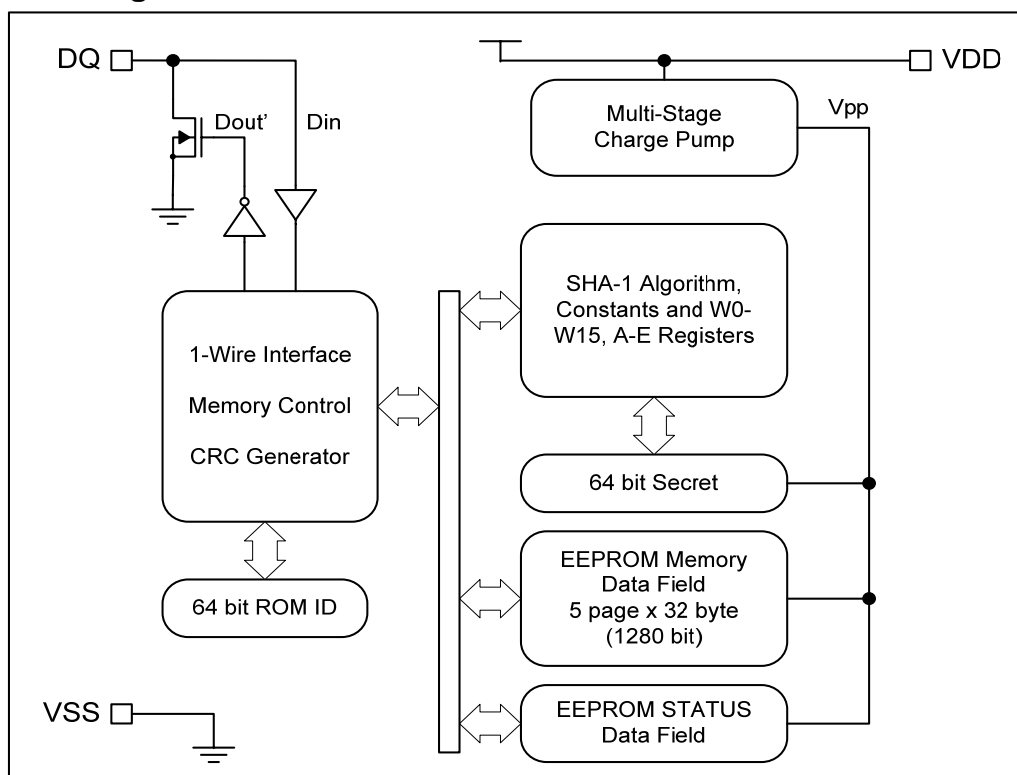 DQ
VDD
Dout’
Din
Multi-Stage
Charge Pump
Vpp
SHA-1 Algorithm,
Constants and W0-
W15, A-E Registers
1-Wire Interface
Memory Control
CRC Generator
64 bit Secret
EEPROM Memory
Data Field
5 page x 32 byte
(1280 bit)
64 bit ROM ID
VSS
EEPROM STATUS
Data Field